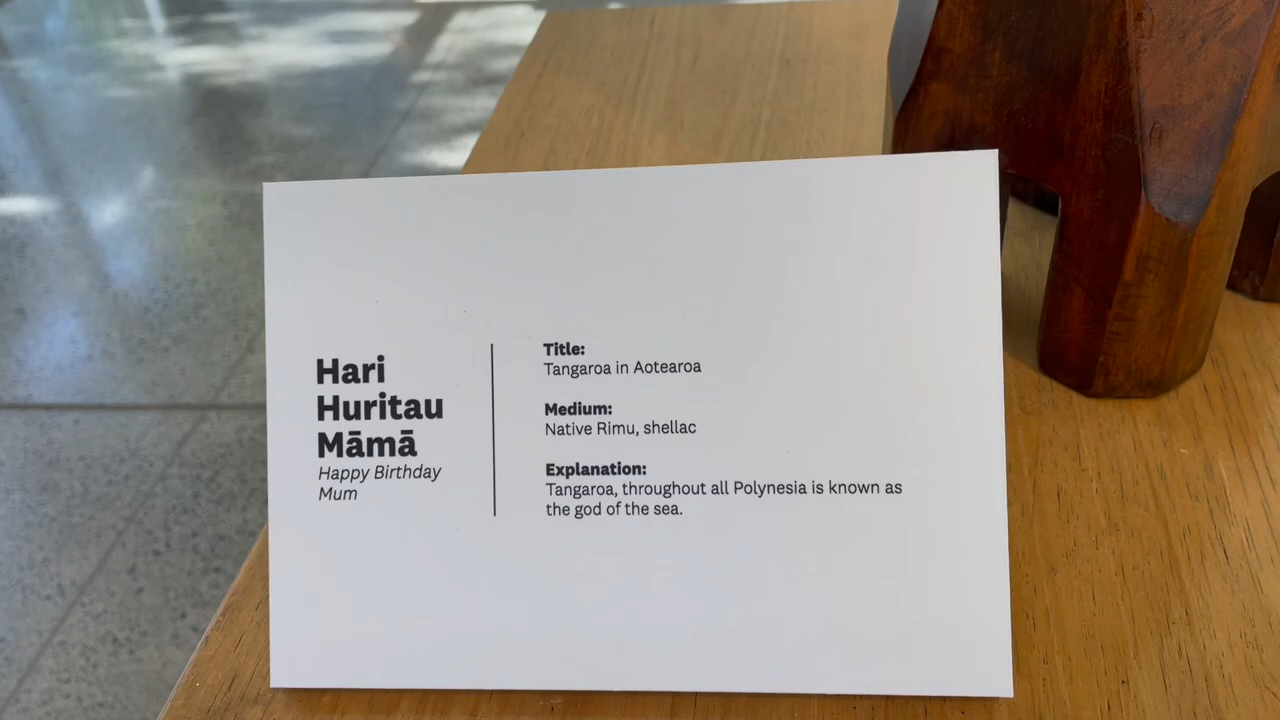 Hari
Huritau
Māmā
Happy Birthday
Mum
Title:
Tangaroa in Aotearoa
Medium:
Native Rimu, shellac
Explanation:
Tangaroa, throughout all Polynesia is known as
the god of the sea.